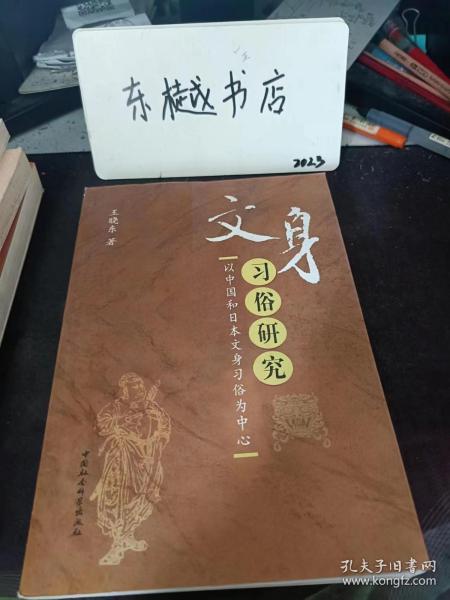 东樾书店
2023
文身
习俗研究
以中国和日本文身习俗为中心
王晓东 著
中国社会科学出版社
孔夫子旧书网
www.kongfz.com